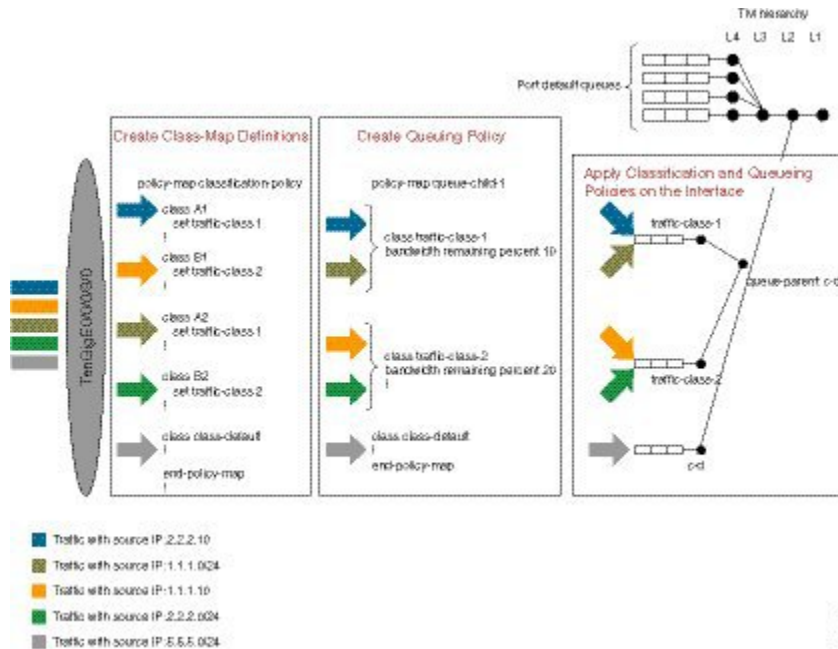 TM hierarchy
L4 L3 L2 L1
Port default queues
Create Class-Map Definitions
policy-map classification-policy
class A1
set traffic-class 1
!
class B1
set traffic-class 2
!
class A2
set traffic-class 1
!
class B2
set traffic-class 2
!
class class-default
!
end-policy-map
!
Create Queuing Policy
policy-map queue-child-1
class traffic-class-1
bandwidth remaining percent 10
class traffic-class-2
bandwidth remaining percent 20
!
class class-default
!
end-policy-map
Apply Classification and Queueing
Policies on the Interface
traffic-class-1
queue-parent c-d
traffic-class-2
c-d
TenGigE0/0/0/3/0
Traffic with source IP:2.2.2.10
Traffic with source IP:1.1.1.0/24
Traffic with source IP:1.1.1.10
Traffic with source IP:2.2.2.0/24
Traffic with source IP:5.5.5.0/24